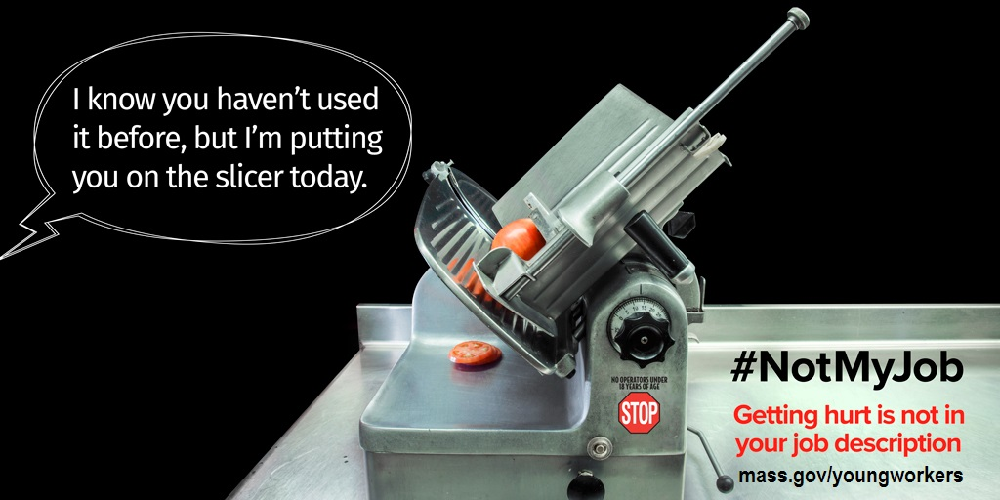 I know you haven't used
it before, but I'm putting
you on the slicer today.
NO OPERATORS UNDER
18 YEARS OF AGE
STOP
#NotMyJob
Getting hurt is not in
your job description
mass.gov/youngworkers